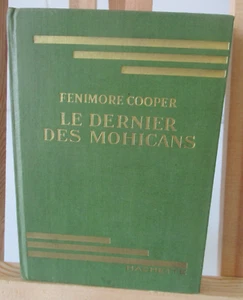 FENIMORE COOPER
LE DERNIER
DES MOHICANS